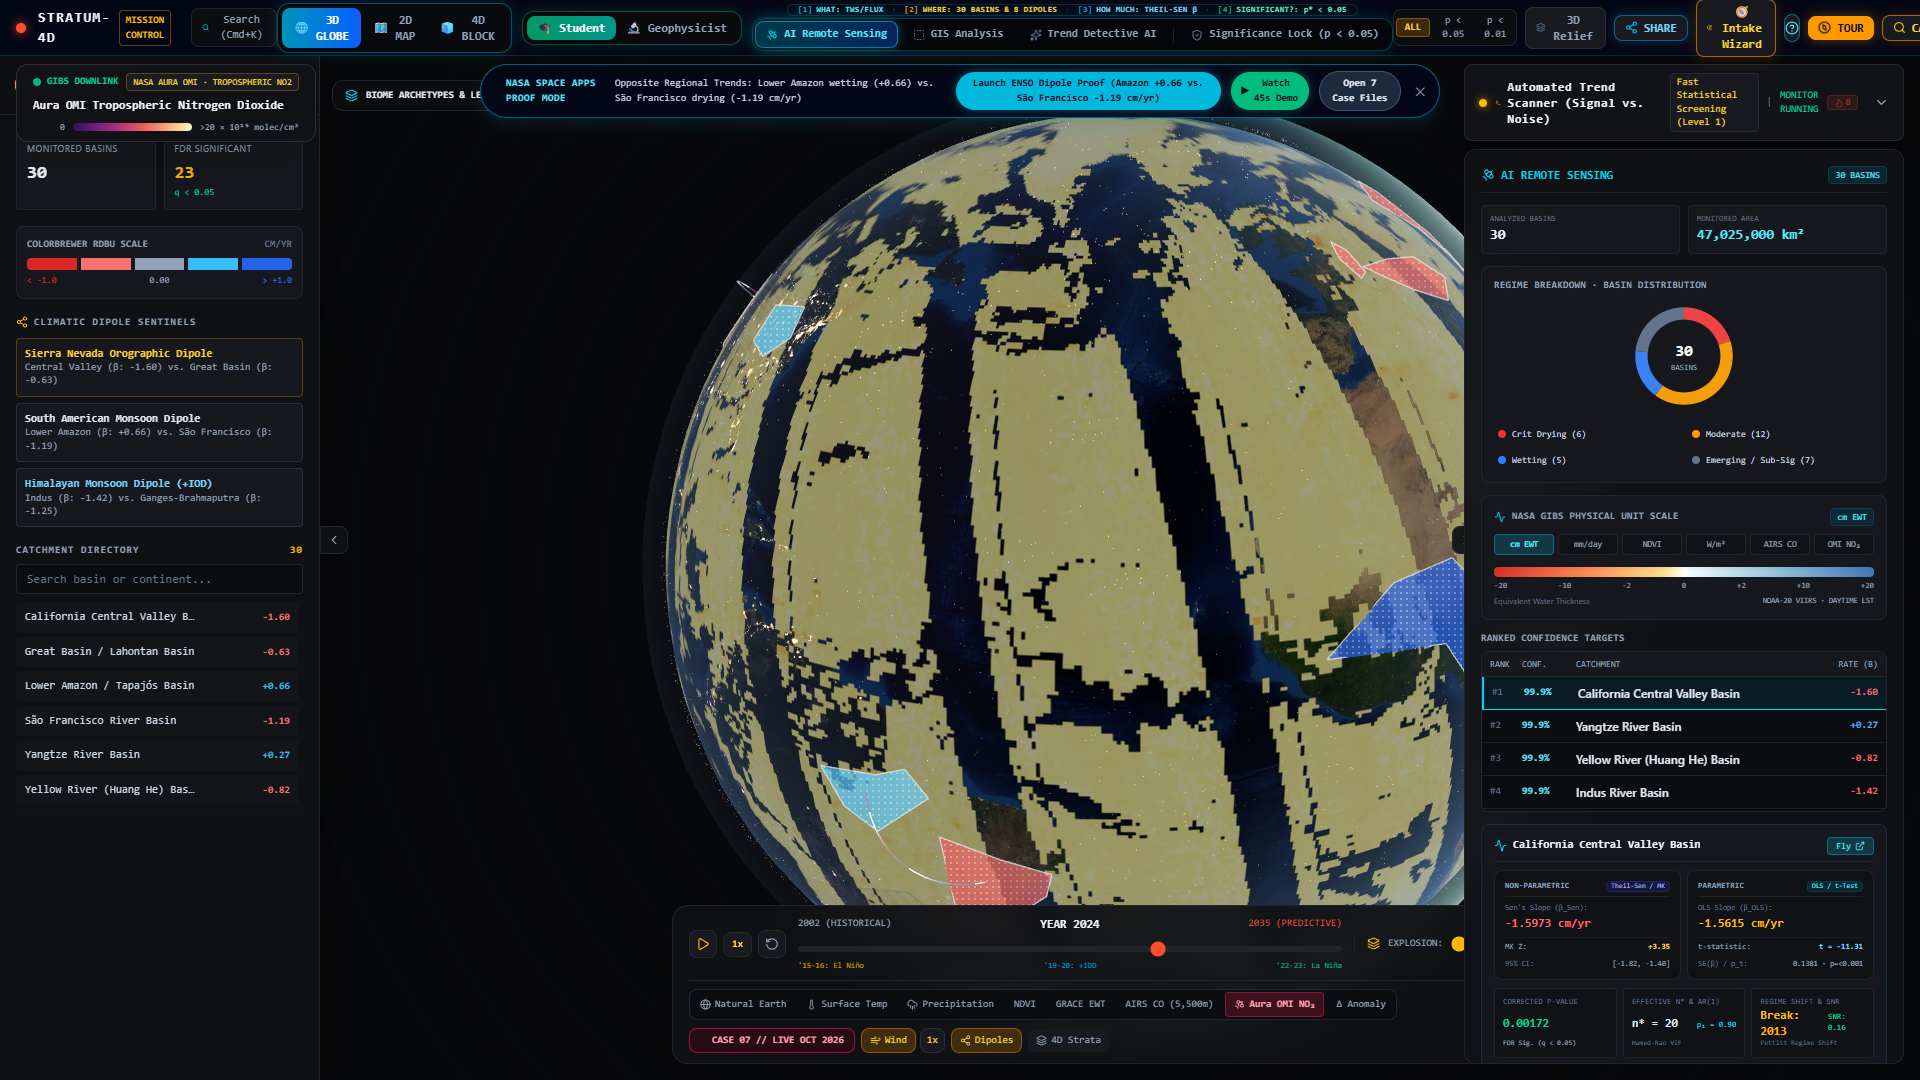 STRATUM-4D
MISSION CONTROL
Search (Cmd+K)
3D GLOBE
2D MAP
4D BLOCK
Student
Geophysicist
[1] WHAT: TWS/FLUX · [2] WHERE: 30 BASINS & 8 DIPOLES · [3] HOW MUCH: THEIL-SEN β · [4] SIGNIFICANT?: p* < 0.05
AI Remote Sensing
GIS Analysis
Trend Detective AI
Significance Lock (p < 0.05)
ALL
p < 0.05
p < 0.01
3D Relief
SHARE
Intake Wizard
TOUR
GIBS DOWNLINK
NASA AURA OMI · TROPOSPHERIC NO2
Aura OMI Tropospheric Nitrogen Dioxide
0
>20 × 10¹⁵ molec/cm²
MONITORED BASINS
30
FDR SIGNIFICANT
23
q < 0.05
COLORBREWER RDBU SCALE
CM/YR
< -1.0
0.00
> +1.0
CLIMATIC DIPOLE SENTINELS
Sierra Nevada Orographic Dipole
Central Valley (β: -1.60) vs. Great Basin (β: -0.63)
South American Monsoon Dipole
Lower Amazon (β: +0.66) vs. São Francisco (β: -1.19)
Himalayan Monsoon Dipole (+IOD)
Indus (β: -1.42) vs. Ganges-Brahmaputra (β: -1.25)
CATCHMENT DIRECTORY
30
Search basin or continent...
California Central Valley B…
-1.60
Great Basin / Lahontan Basin
-0.63
Lower Amazon / Tapajós Basin
+0.66
São Francisco River Basin
-1.19
Yangtze River Basin
+0.27
Yellow River (Huang He) Bas…
-0.82
BIOME ARCHETYPES & LE
NASA SPACE APPS PROOF MODE
Opposite Regional Trends: Lower Amazon wetting (+0.66) vs. São Francisco drying (-1.19 cm/yr)
Launch ENSO Dipole Proof (Amazon +0.66 vs. São Francisco -1.19 cm/yr)
Watch 45s Demo
Open 7 Case Files
2002 (HISTORICAL)
YEAR 2024
2035 (PREDICTIVE)
1x
'15-16: El Niño
'19-20: +IOD
'22-23: La Niña
EXPLOSION:
Natural Earth
Surface Temp
Precipitation
NDVI
GRACE EWT
AIRS CO (5,500m)
Aura OMI NO₂
Δ Anomaly
CASE 07 // LIVE OCT 2026
Wind
1x
Dipoles
4D Strata
Automated Trend Scanner (Signal vs. Noise)
Fast Statistical Screening (Level 1)
MONITOR RUNNING
8
AI REMOTE SENSING
30 BASINS
ANALYZED BASINS
30
MONITORED AREA
47,025,000 km²
REGIME BREAKDOWN · BASIN DISTRIBUTION
30
BASINS
Crit Drying (6)
Moderate (12)
Wetting (5)
Emerging / Sub-Sig (7)
NASA GIBS PHYSICAL UNIT SCALE
cm EWT
cm EWT
mm/day
NDVI
W/m²
AIRS CO
OMI NO₂
-20
-10
-2
0
+2
+10
+20
Equivalent Water Thickness
NOAA-20 VIIRS · DAYTIME LST
RANKED CONFIDENCE TARGETS
RANK CONF. CATCHMENT RATE (Β)
#1 99.9% California Central Valley Basin -1.60
#2 99.9% Yangtze River Basin +0.27
#3 99.9% Yellow River (Huang He) Basin -0.82
#4 99.9% Indus River Basin -1.42
California Central Valley Basin
Fly
NON-PARAMETRIC
Theil-Sen / MK
Sen's Slope (β_Sen):
-1.5973 cm/yr
MK Z:
+3.35
95% CI:
[-1.82, -1.40]
PARAMETRIC
OLS / t-Test
OLS Slope (β_OLS):
-1.5615 cm/yr
t-statistic:
t = -11.31
SE(β) / p_t:
0.1381 · p=<0.001
CORRECTED P-VALUE
0.00172
FDR Sig. (q < 0.05)
EFFECTIVE N* & AR(1)
n* = 20
ρ₁ = 0.90
Hamed-Rao VIF
REGIME SHIFT & SNR
Break: 2013
SNR: 0.16
Pettitt Regime Shift